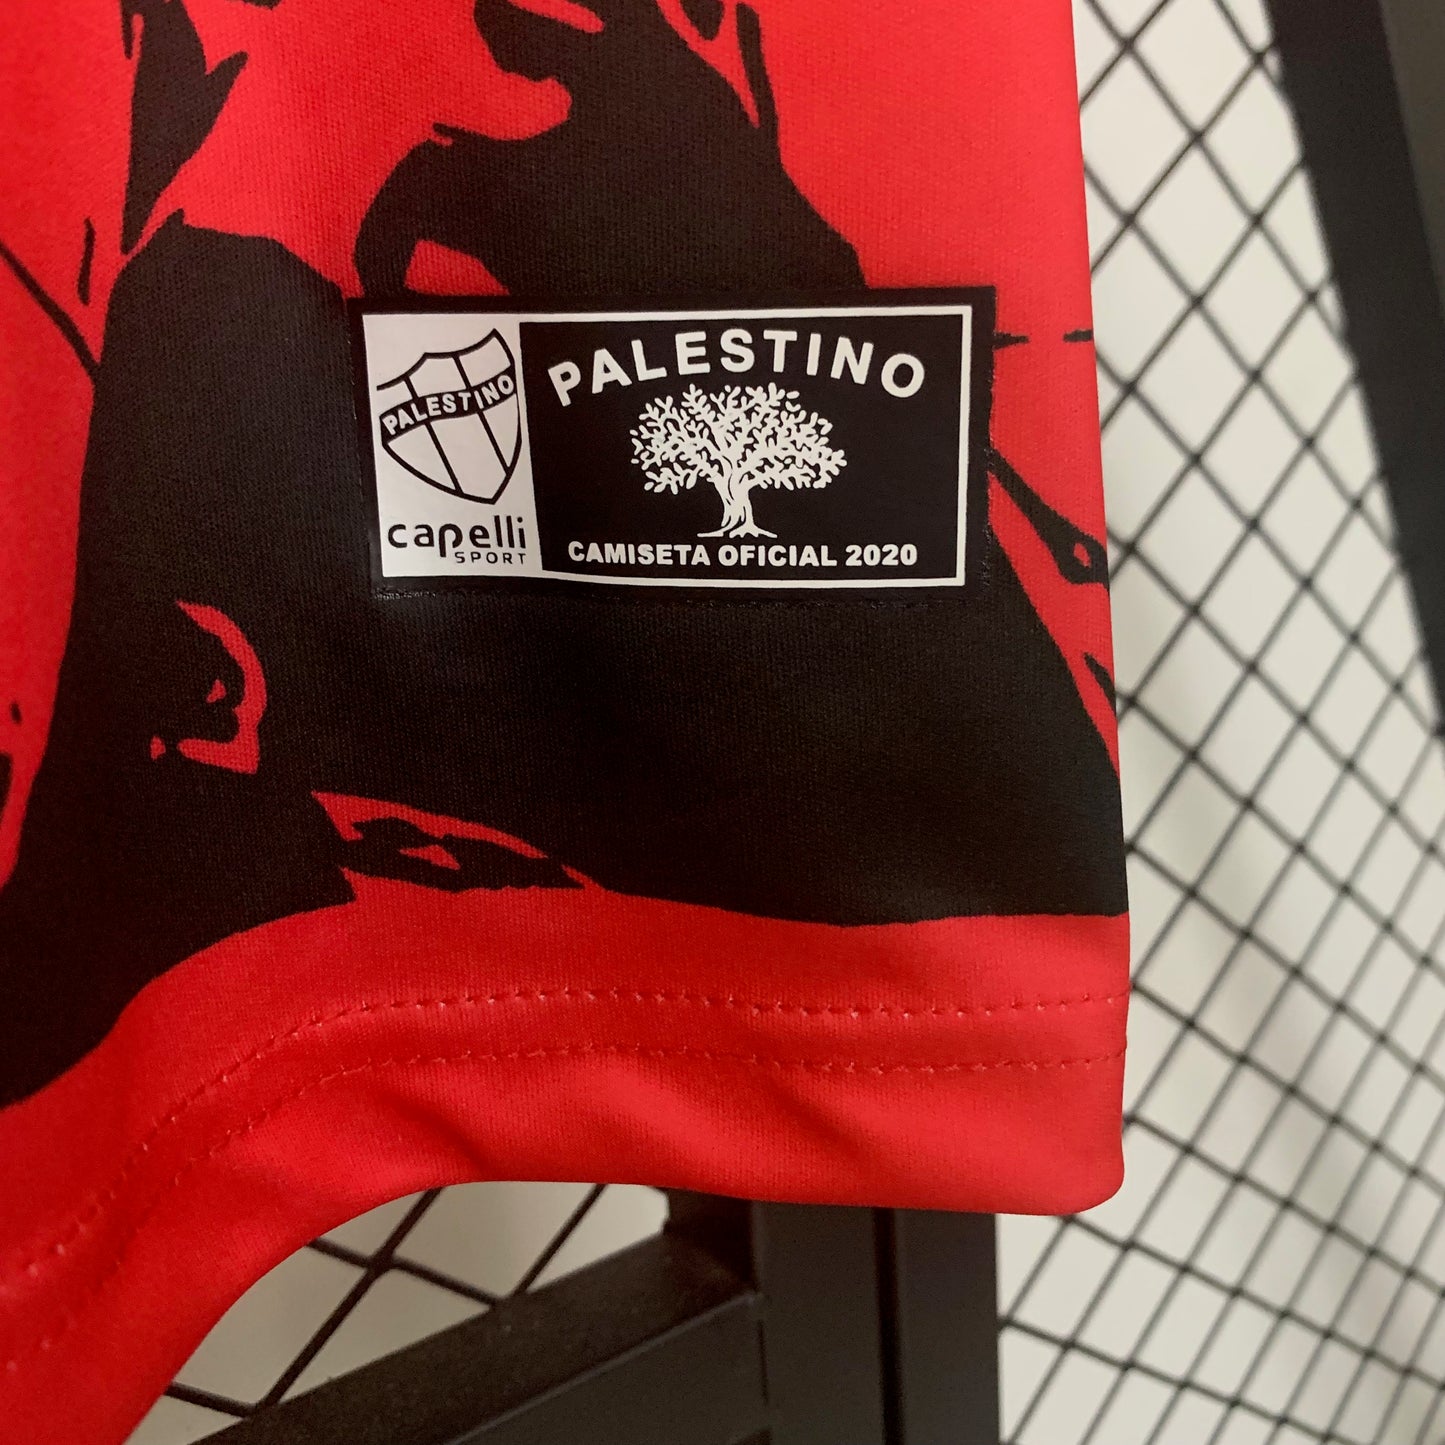 PALESTINO
capelli
SPORT
PALESTINO
CAMISETA OFICIAL 2020